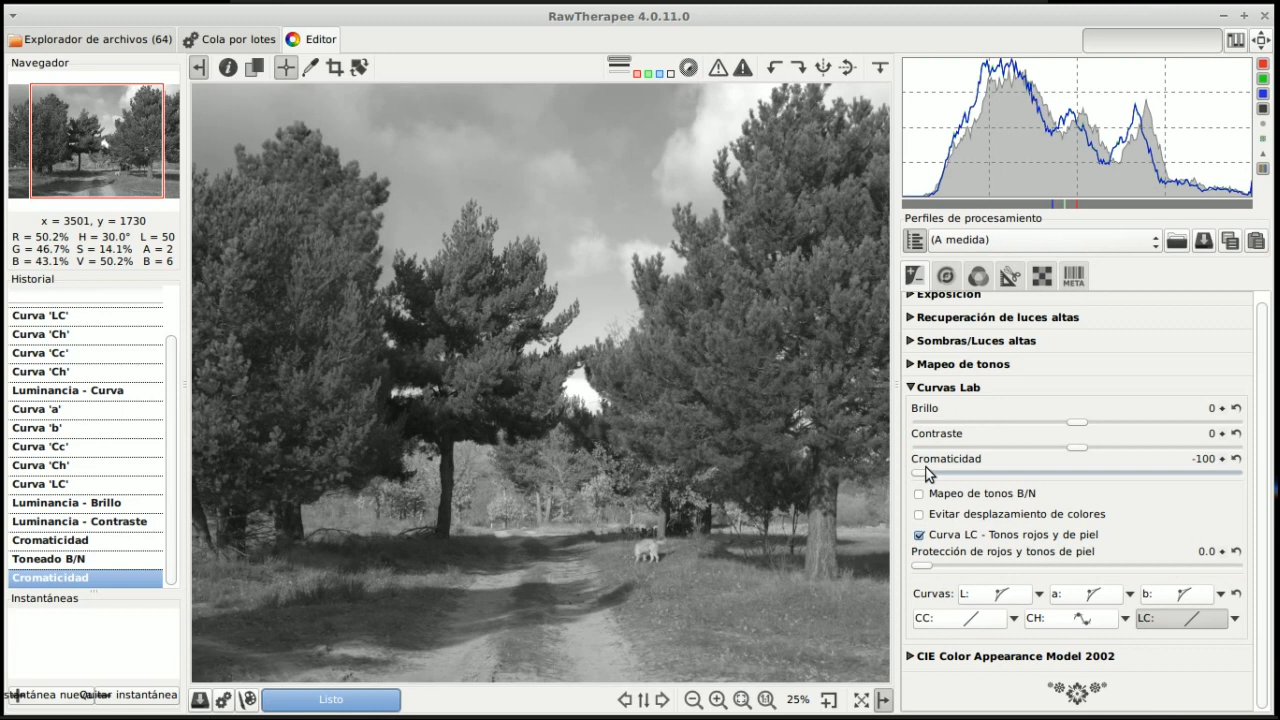 RawTherapee 4.0.11.0
Explorador de archivos (64)
Cola por lotes
Editor
Navegador
x = 3501, y = 1730
R = 50.2% H = 30.0° L = 50
G = 46.7% S = 14.1% A = 2
B = 43.1% V = 50.2% B = 6
Historial
Curva 'LC'
Curva 'Ch'
Curva 'Cc'
Curva 'Ch'
Luminancia - Curva
Curva 'a'
Curva 'b'
Curva 'Cc'
Curva 'Ch'
Curva 'LC'
Luminancia - Brillo
Luminancia - Contraste
Cromaticidad
Toneado B/N
Cromaticidad
Instantáneas
Quitar instantánea
Listo
25%
1:1
Perfiles de procesamiento
(A medida)
META
Exposición
Recuperación de luces altas
Sombras/Luces altas
Mapeo de tonos
Curvas Lab
Brillo 0
Contraste 0
Cromaticidad -100
Mapeo de tonos B/N
Evitar desplazamiento de colores
Curva LC - Tonos rojos y de piel
Protección de rojos y tonos de piel 0.0
Curvas: L: a: b:
CC: CH: LC:
CIE Color Appearance Model 2002